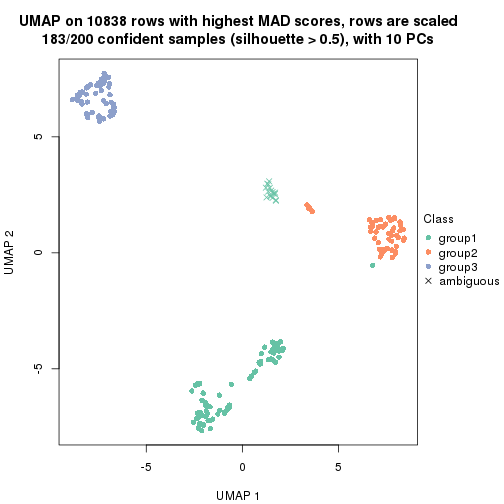 UMAP on 10838 rows with highest MAD scores, rows are scaled
183/200 confident samples (silhouette > 0.5), with 10 PCs
5
0
-5
UMAP 2
-5
0
5
UMAP 1
Class
group1
group2
group3
ambiguous